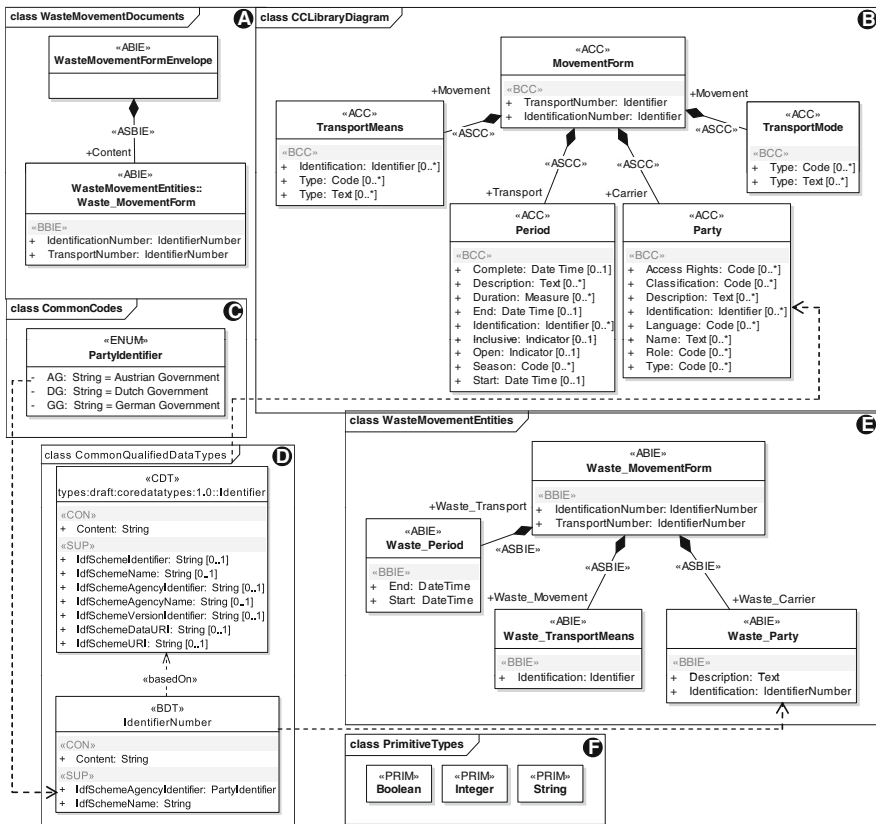 class WasteMovementDocuments
A
«ABIE»
WasteMovementFormEnvelope
«ASBIE»
+Content
«ABIE»
WasteMovementEntities::
Waste_MovementForm
«BBIE»
+ IdentificationNumber: IdentifierNumber
+ TransportNumber: IdentifierNumber
class CCLibraryDiagram
B
«ACC»
MovementForm
«BCC»
+ TransportNumber: Identifier
+ IdentificationNumber: Identifier
+Movement
«ASCC»
+Movement
«ASCC»
«ACC»
TransportMeans
«BCC»
+ Identification: Identifier [0..*]
+ Type: Code [0..*]
+ Type: Text [0..*]
«ACC»
TransportMode
«BCC»
+ Type: Code [0..*]
+ Type: Text [0..*]
«ASCC»
+Transport
«ASCC»
+Carrier
«ACC»
Period
«BCC»
+ Complete: Date Time [0..1]
+ Description: Text [0..*]
+ Duration: Measure [0..*]
+ End: Date Time [0..1]
+ Identification: Identifier [0..*]
+ Inclusive: Indicator [0..1]
+ Open: Indicator [0..1]
+ Season: Code [0..*]
+ Start: Date Time [0..1]
«ACC»
Party
«BCC»
+ Access Rights: Code [0..*]
+ Classification: Code [0..*]
+ Description: Text [0..*]
+ Identification: Identifier [0..*]
+ Language: Code [0..*]
+ Name: Text [0..*]
+ Role: Code [0..*]
+ Type: Code [0..*]
class CommonCodes
C
«ENUM»
PartyIdentifier
- AG: String = Austrian Government
- DG: String = Dutch Government
- GG: String = German Government
class CommonQualifiedDataTypes
D
«CDT»
types:draft:coredatatypes:1.0::Identifier
«CON»
+ Content: String
«SUP»
+ IdfSchemeIdentifier: String [0..1]
+ IdfSchemeName: String [0..1]
+ IdfSchemeAgencyIdentifier: String [0..1]
+ IdfSchemeAgencyName: String [0..1]
+ IdfSchemeVersionIdentifier: String [0..1]
+ IdfSchemeDataURI: String [0..1]
+ IdfSchemeURI: String [0..1]
«basedOn»
«BDT»
IdentifierNumber
«CON»
+ Content: String
«SUP»
+ IdfSchemeAgencyIdentifier: PartyIdentifier
+ IdfSchemeName: String
class WasteMovementEntities
E
«ABIE»
Waste_MovementForm
«BBIE»
+ IdentificationNumber: IdentifierNumber
+ TransportNumber: IdentifierNumber
+Waste_Transport
«ASBIE»
«ABIE»
Waste_Period
«BBIE»
+ End: DateTime
+ Start: DateTime
«ASBIE»
+Waste_Movement
«ASBIE»
+Waste_Carrier
«ABIE»
Waste_TransportMeans
«BBIE»
+ Identification: Identifier
«ABIE»
Waste_Party
«BBIE»
+ Description: Text
+ Identification: IdentifierNumber
class PrimitiveTypes
F
«PRIM»
Boolean
«PRIM»
Integer
«PRIM»
String